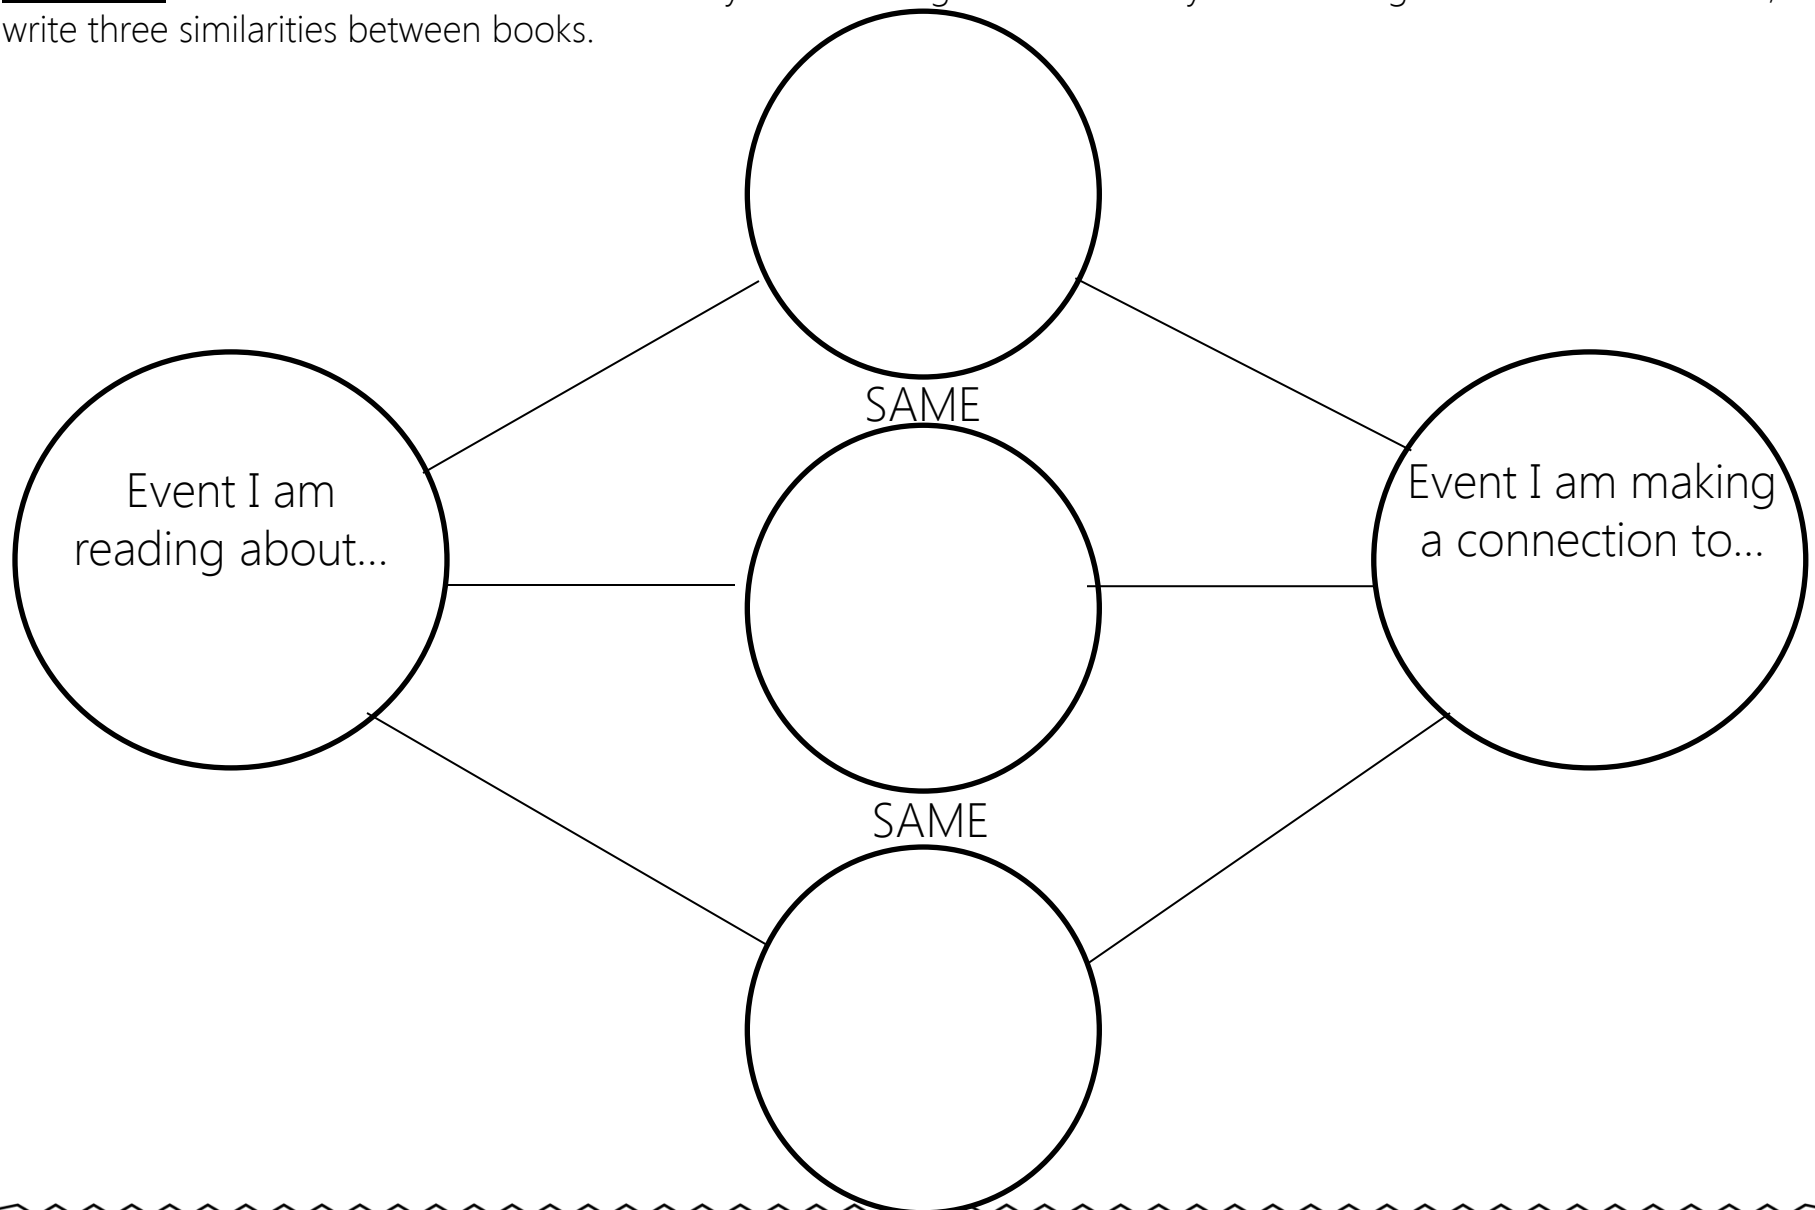 write three similarities between books.
SAME
Event I am
reading about...
Event I am making
a connection to...
SAME